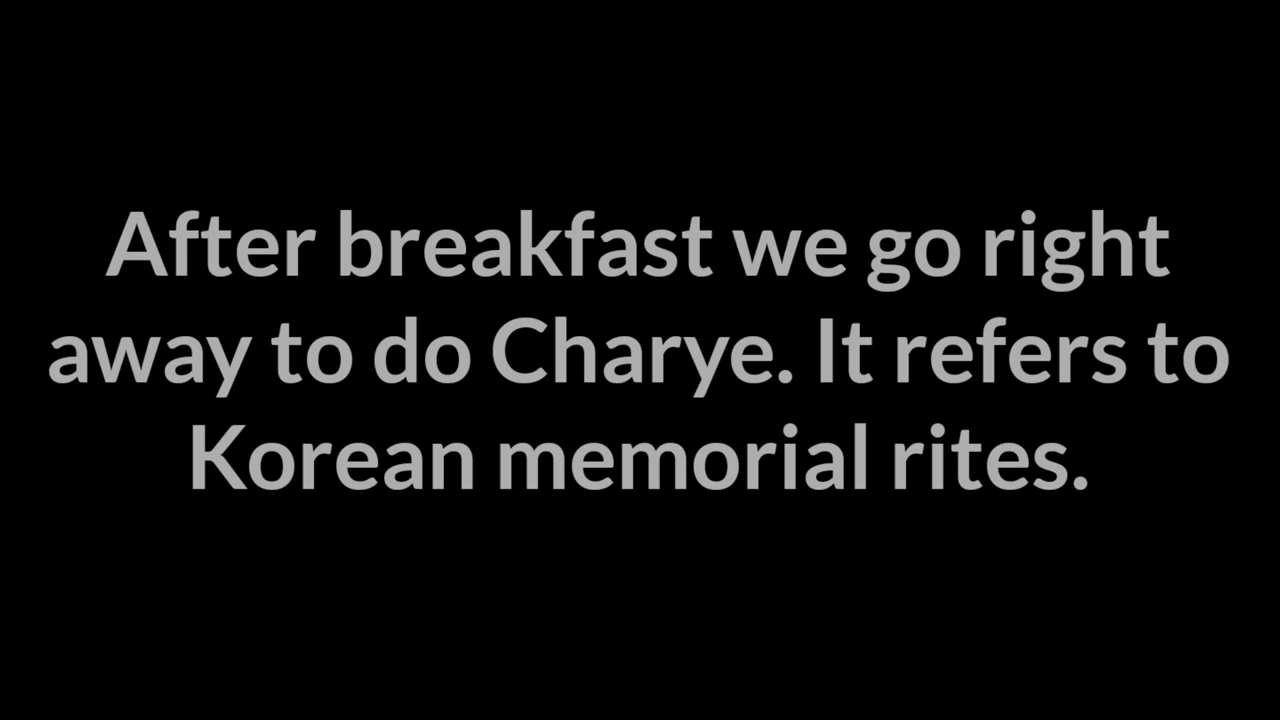 After breakfast we go right
away to do Charye. It refers to
Korean memorial rites.